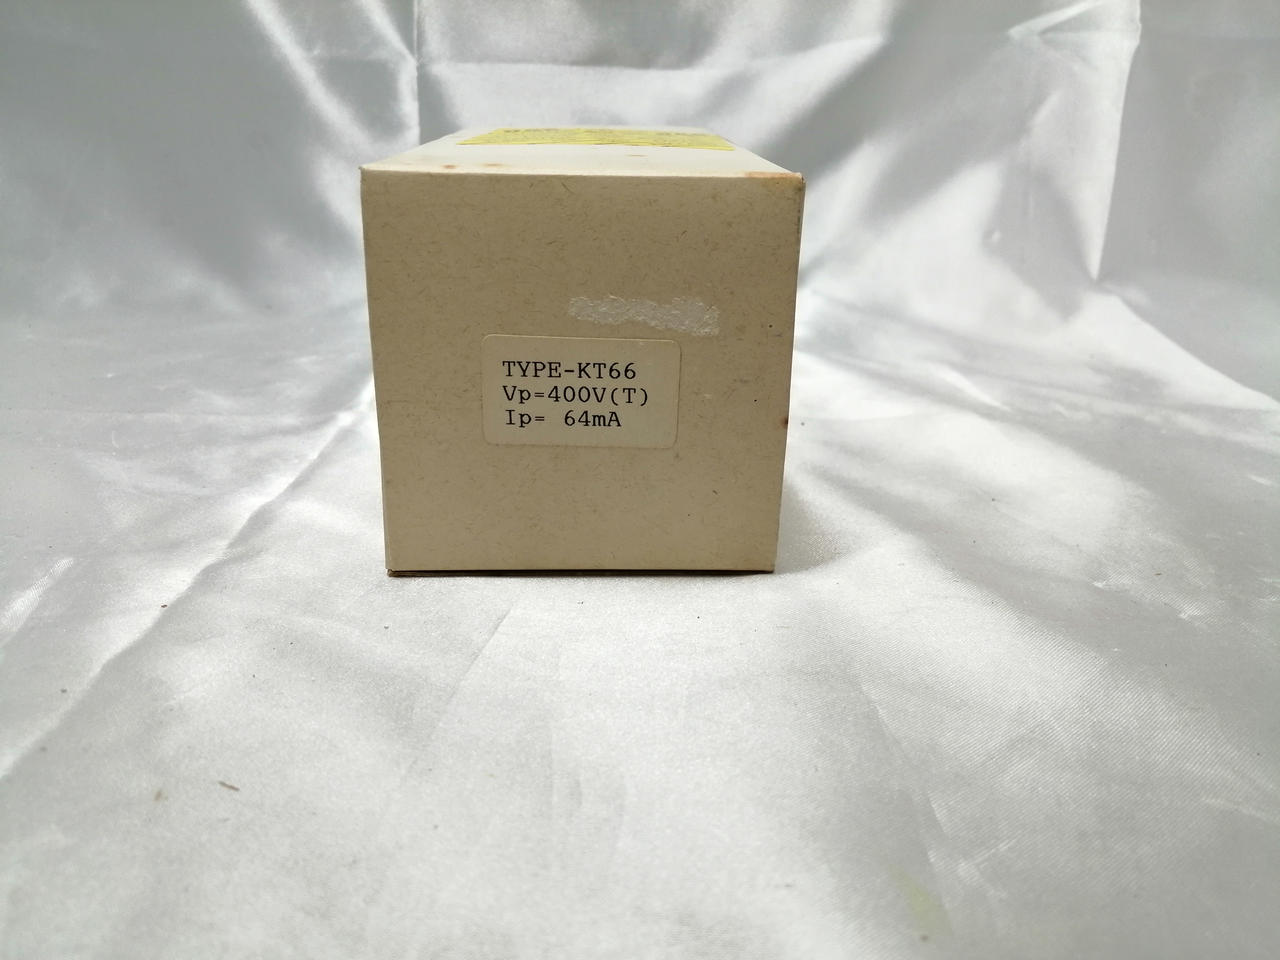 TYPE-KT66
Vp=400V(T)
Ip= 64mA